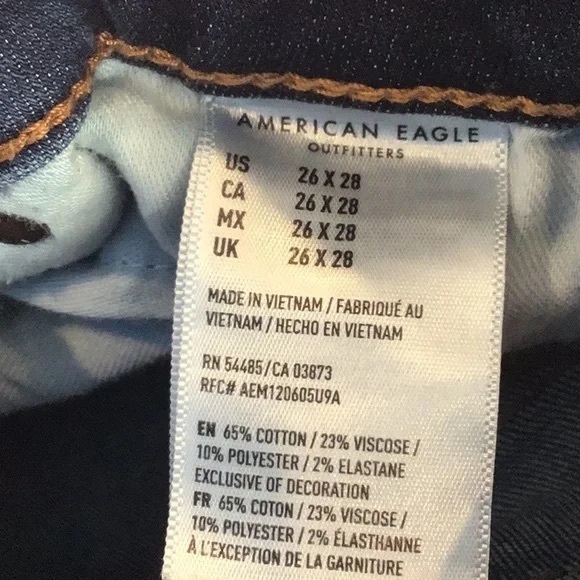 AMERICAN EAGLE
OUTFITTERS
US 26 X 28
CA 26 X 28
MX 26 X 28
UK 26 X 28
MADE IN VIETNAM / FABRIQUÉ AU
VIETNAM / HECHO EN VIETNAM
RN 54485/CA 03873
RFC# AEM120605U9A
EN 65% COTTON / 23% VISCOSE /
10% POLYESTER / 2% ELASTANE
EXCLUSIVE OF DECORATION
FR 65% COTON / 23% VISCOSE /
10% POLYESTER / 2% ÉLASTHANNE
À L'EXCEPTION DE LA GARNITURE